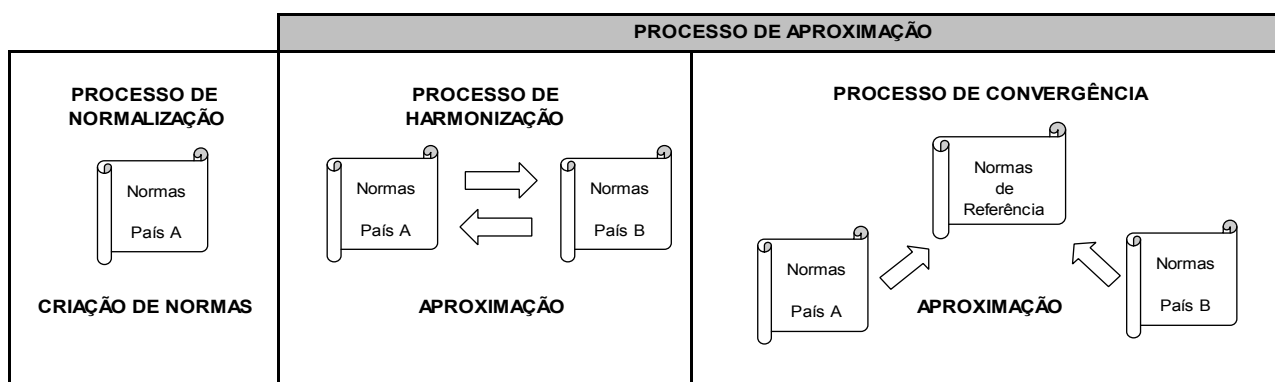 PROCESSO DE APROXIMAÇÃO
PROCESSO DE
NORMALIZAÇÃO
Normas
País A
CRIAÇÃO DE NORMAS
PROCESSO DE
HARMONIZAÇÃO
Normas
País A
Normas
País B
APROXIMAÇÃO
PROCESSO DE CONVERGÊNCIA
Normas
de
Referência
Normas
País A
Normas
País B
APROXIMAÇÃO